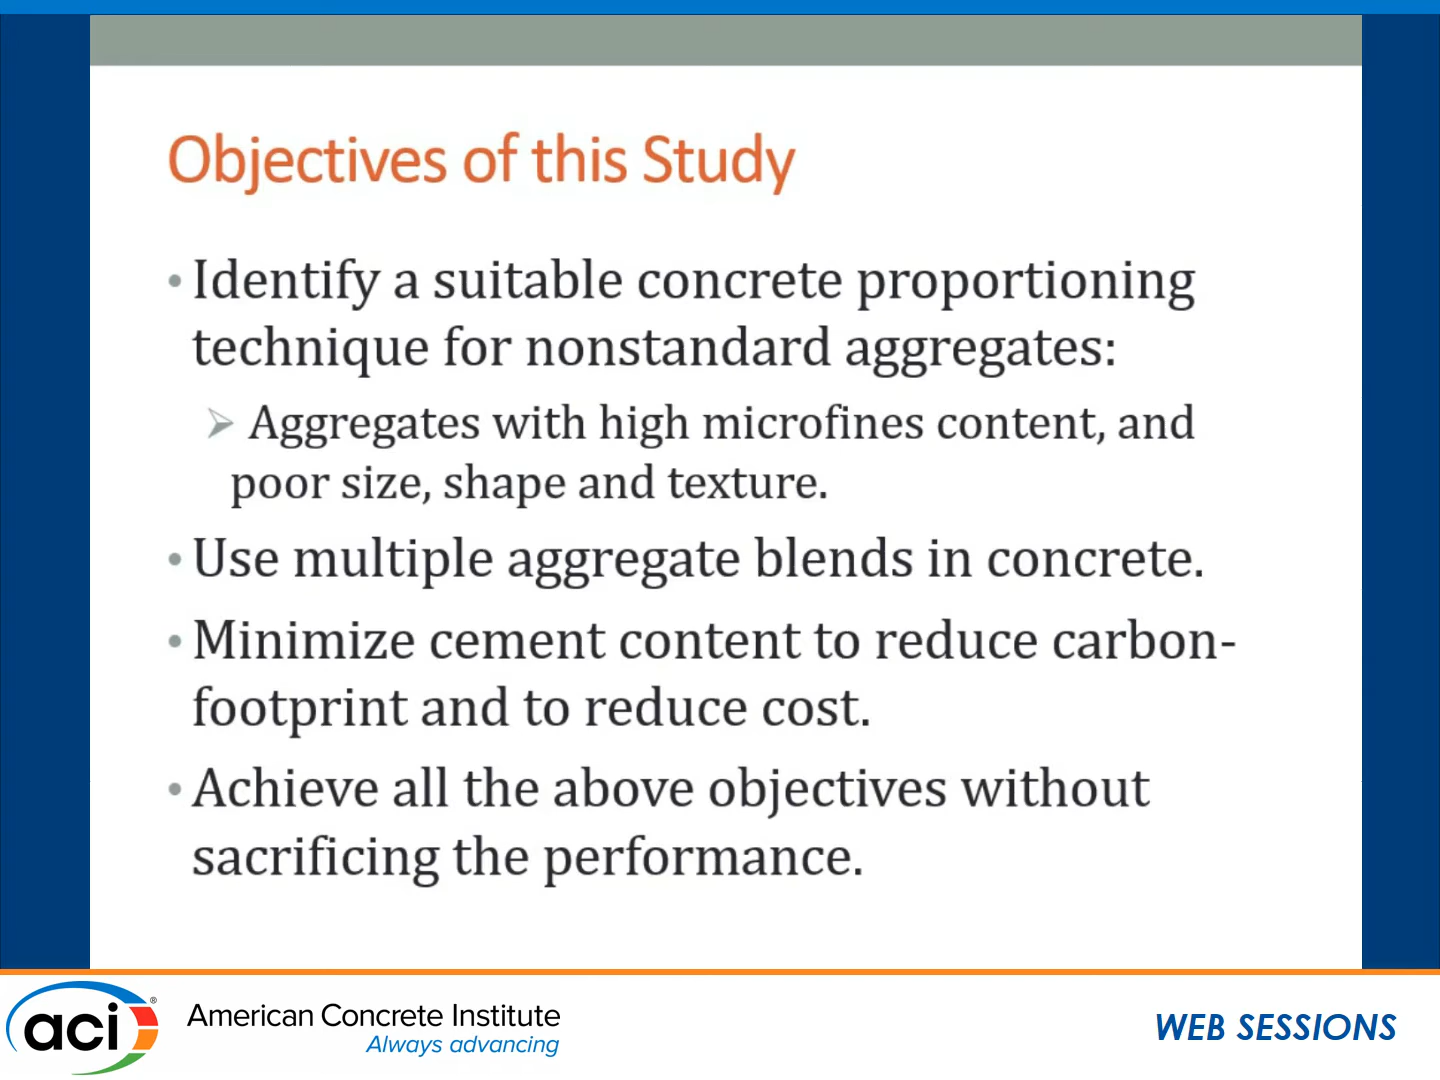 Objectives of this Study
• Identify a suitable concrete proportioning
technique for nonstandard aggregates:
➢ Aggregates with high microfines content, and
poor size, shape and texture.
• Use multiple aggregate blends in concrete.
• Minimize cement content to reduce carbon-
footprint and to reduce cost.
• Achieve all the above objectives without
sacrificing the performance.
aci®
American Concrete Institute
Always advancing
WEB SESSIONS